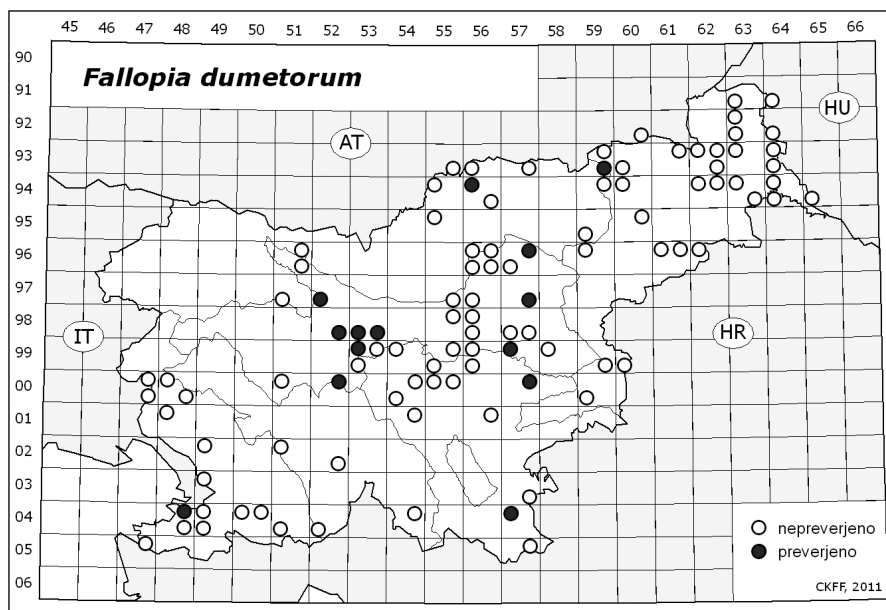 45 46 47 48 49 50 51 52 53 54 55 56 57 58 59 60 61 62 63 64 65 66
90
Fallopia dumetorum
91
HU
92
AT
93
94
95
96
97
98
IT
HR
99
00
01
02
03
04
nepreverjeno
preverjeno
05
06
CKFF, 2011